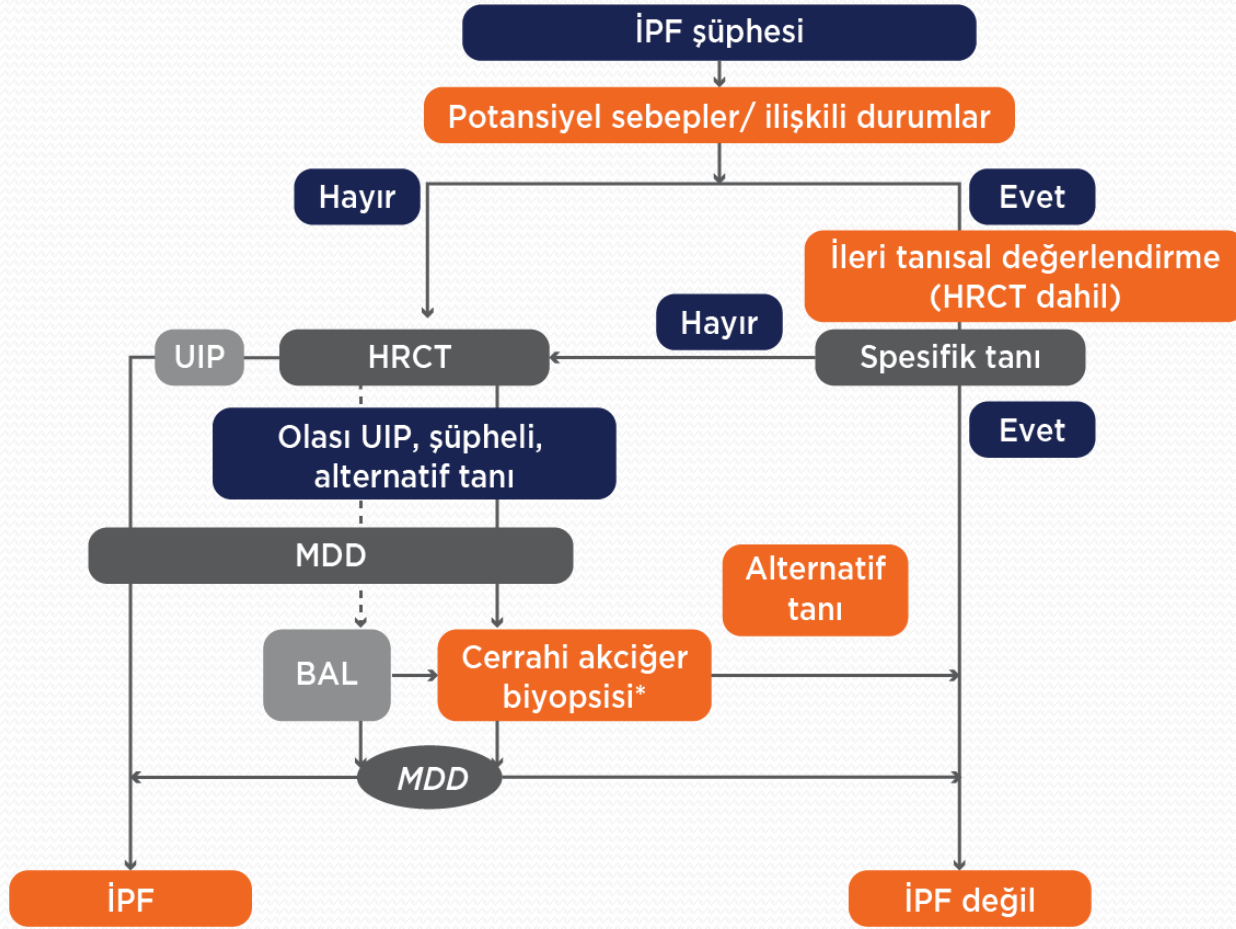 İPF şüphesi
Potansiyel sebepler/ ilişkili durumlar
Hayır
Evet
İleri tanısal değerlendirme
(HRCT dahil)
Hayır
UIP
HRCT
Spesifik tanı
Olası UIP, şüpheli,
alternatif tanı
Evet
MDD
Alternatif
tanı
BAL
Cerrahi akciğer
biyopsisi*
MDD
İPF
İPF değil